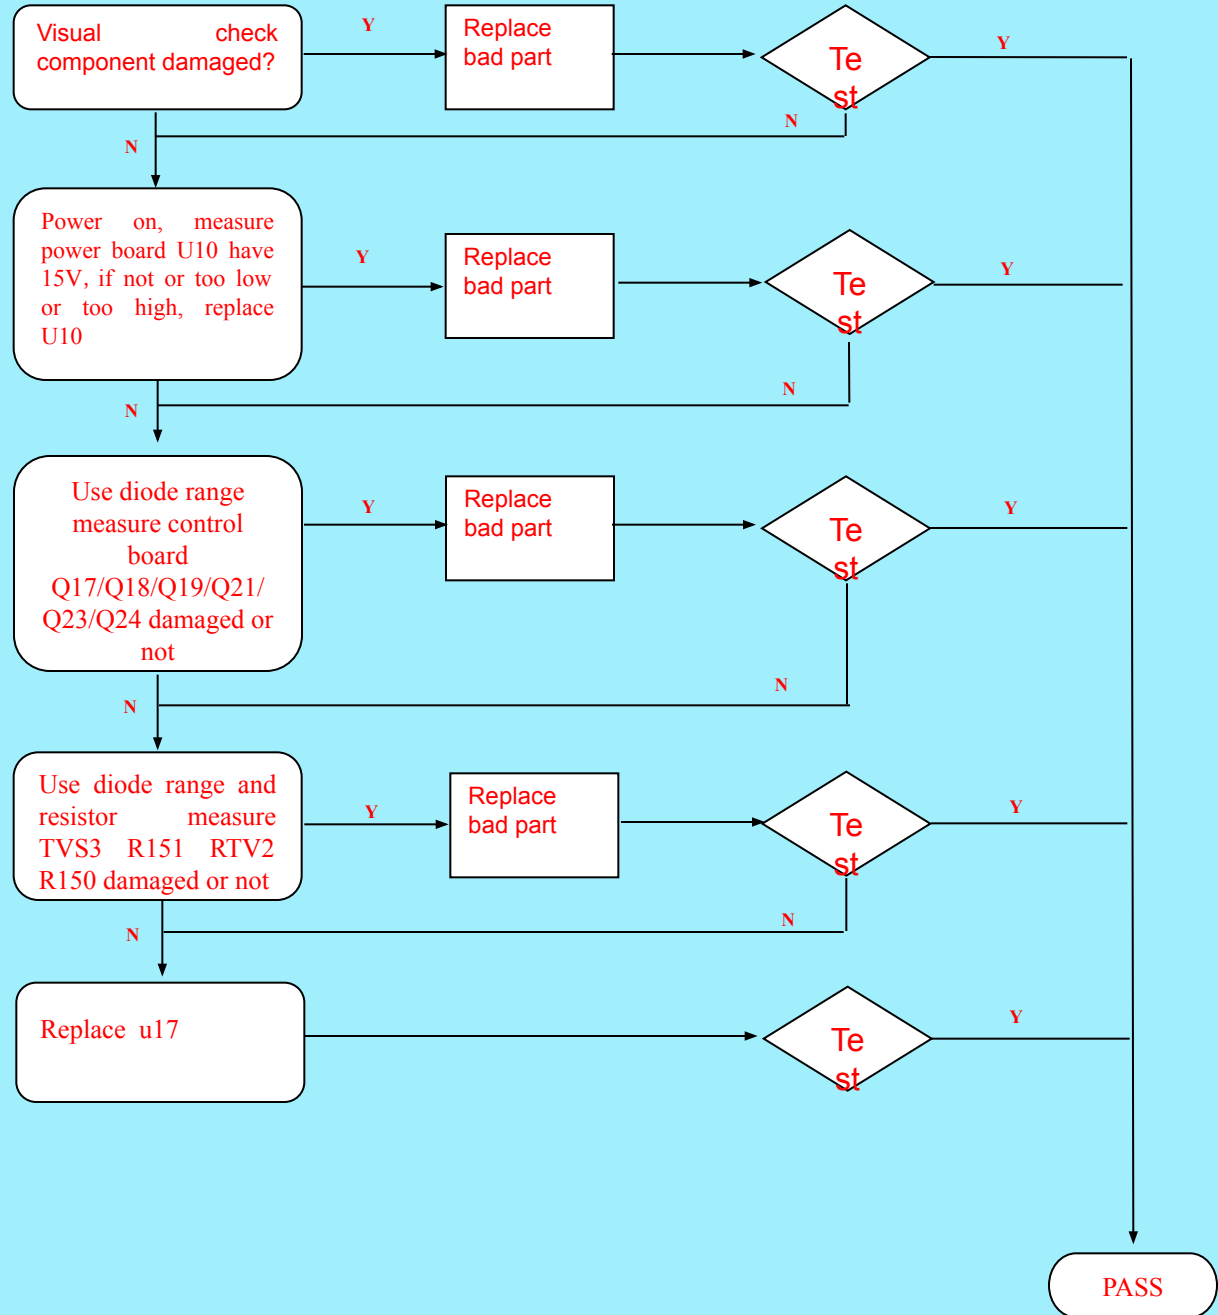 Visual check
component damaged?
Y
Replace
bad part
Te
st
Y
N
N
Power on, measure
power board U10 have
15V, if not or too low
or too high, replace
U10
Y
Replace
bad part
Te
st
Y
N
N
Use diode range
measure control
board
Q17/Q18/Q19/Q21/
Q23/Q24 damaged or
not
Y
Replace
bad part
Te
st
Y
N
N
Use diode range and
resistor measure
TVS3 R151 RTV2
R150 damaged or not
Y
Replace
bad part
Te
st
Y
N
N
Replace u17
Te
st
Y
PASS